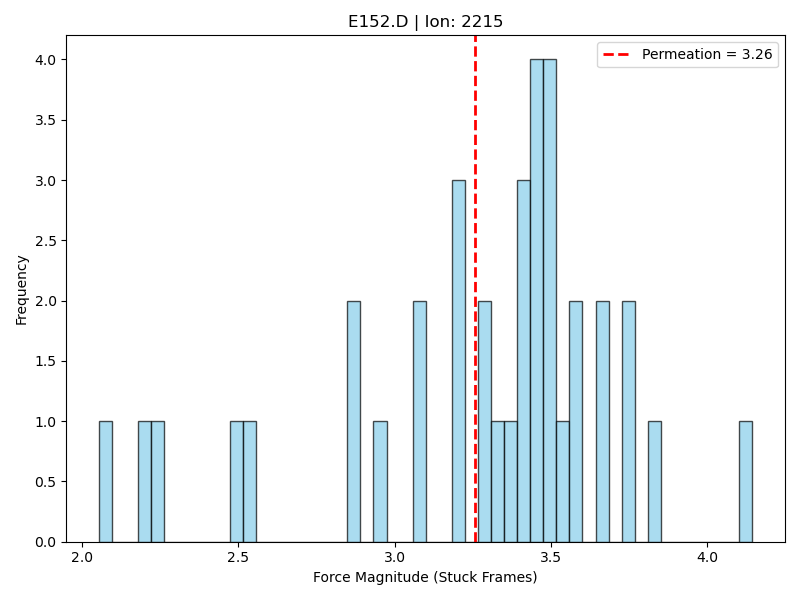 E152.D | Ion: 2215
Permeation = 3.26
Frequency
4.0
3.5
3.0
2.5
2.0
1.5
1.0
0.5
0.0
2.0 2.5 3.0 3.5 4.0
Force Magnitude (Stuck Frames)